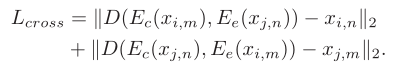 L_{cross} = ‖D(E_c(x_{i,m}), E_e(x_{j,n})) − x_{i,n}‖_2
+ ‖D(E_c(x_{j,n}), E_e(x_{i,m})) − x_{j,m}‖_2.